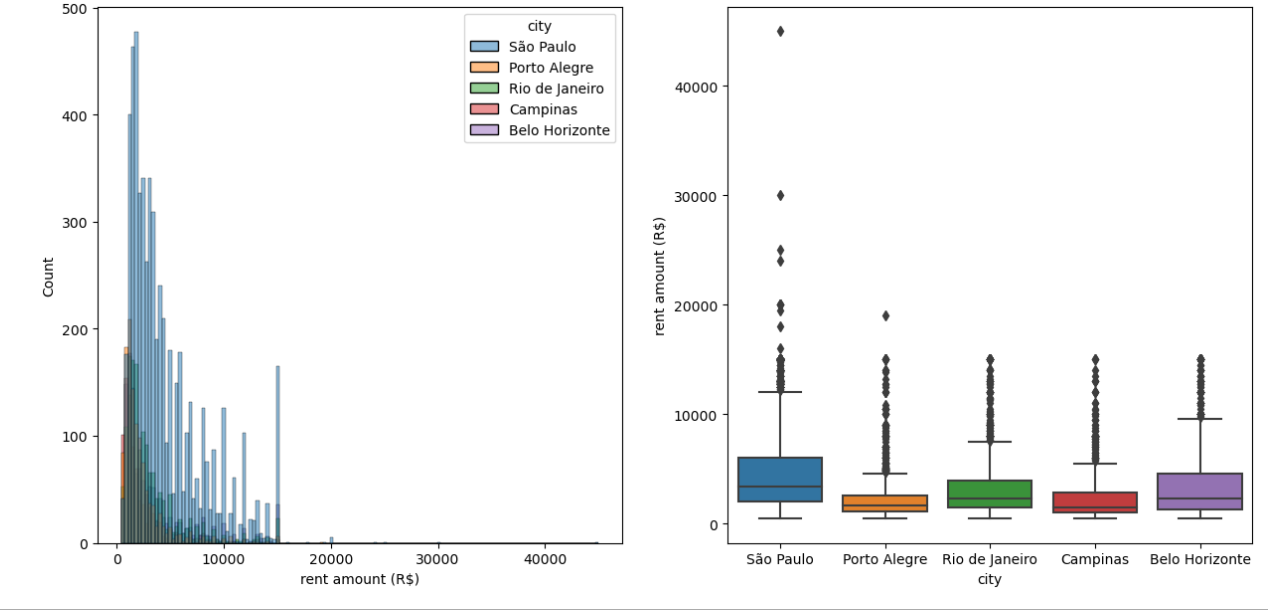 500
400
300
200
100
0
Count
0 10000 20000 30000 40000
rent amount (R$)
city
São Paulo
Porto Alegre
Rio de Janeiro
Campinas
Belo Horizonte
40000
30000
20000
10000
0
rent amount (R$)
São Paulo Porto Alegre Rio de Janeiro Campinas Belo Horizonte
city